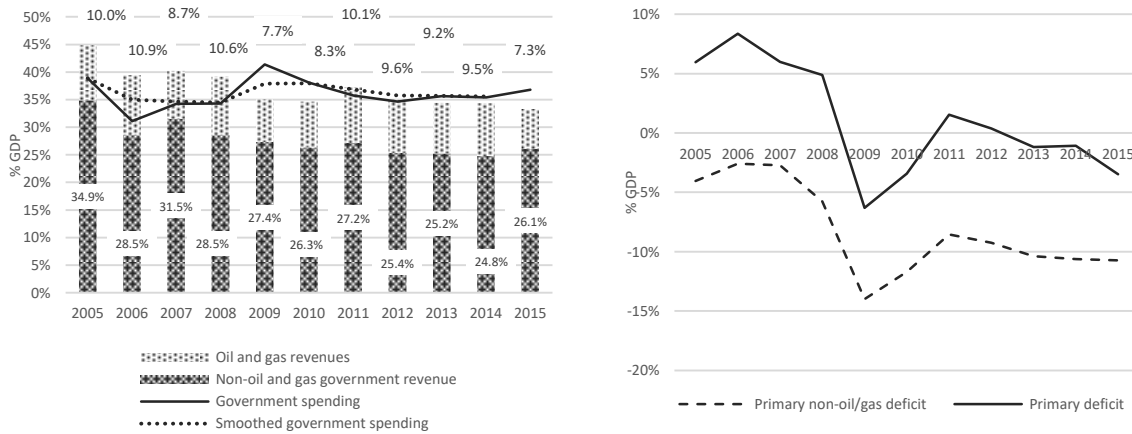 10.0% 8.7% 7.7% 10.1% 9.2% 7.3%
10.9% 10.6% 8.3% 9.6% 9.5%
% GDP
50%
45%
40%
35%
30%
25%
20%
15%
10%
5%
0%
34.9% 28.5% 31.5% 28.5% 27.4% 26.3% 27.2% 25.4% 25.2% 24.8% 26.1%
2005 2006 2007 2008 2009 2010 2011 2012 2013 2014 2015
Oil and gas revenues
Non-oil and gas government revenue
Government spending
Smoothed government spending
% GDP
10%
5%
0%
-5%
-10%
-15%
-20%
2005 2006 2007 2008 2009 2010 2011 2012 2013 2014 2015
Primary non-oil/gas deficit Primary deficit